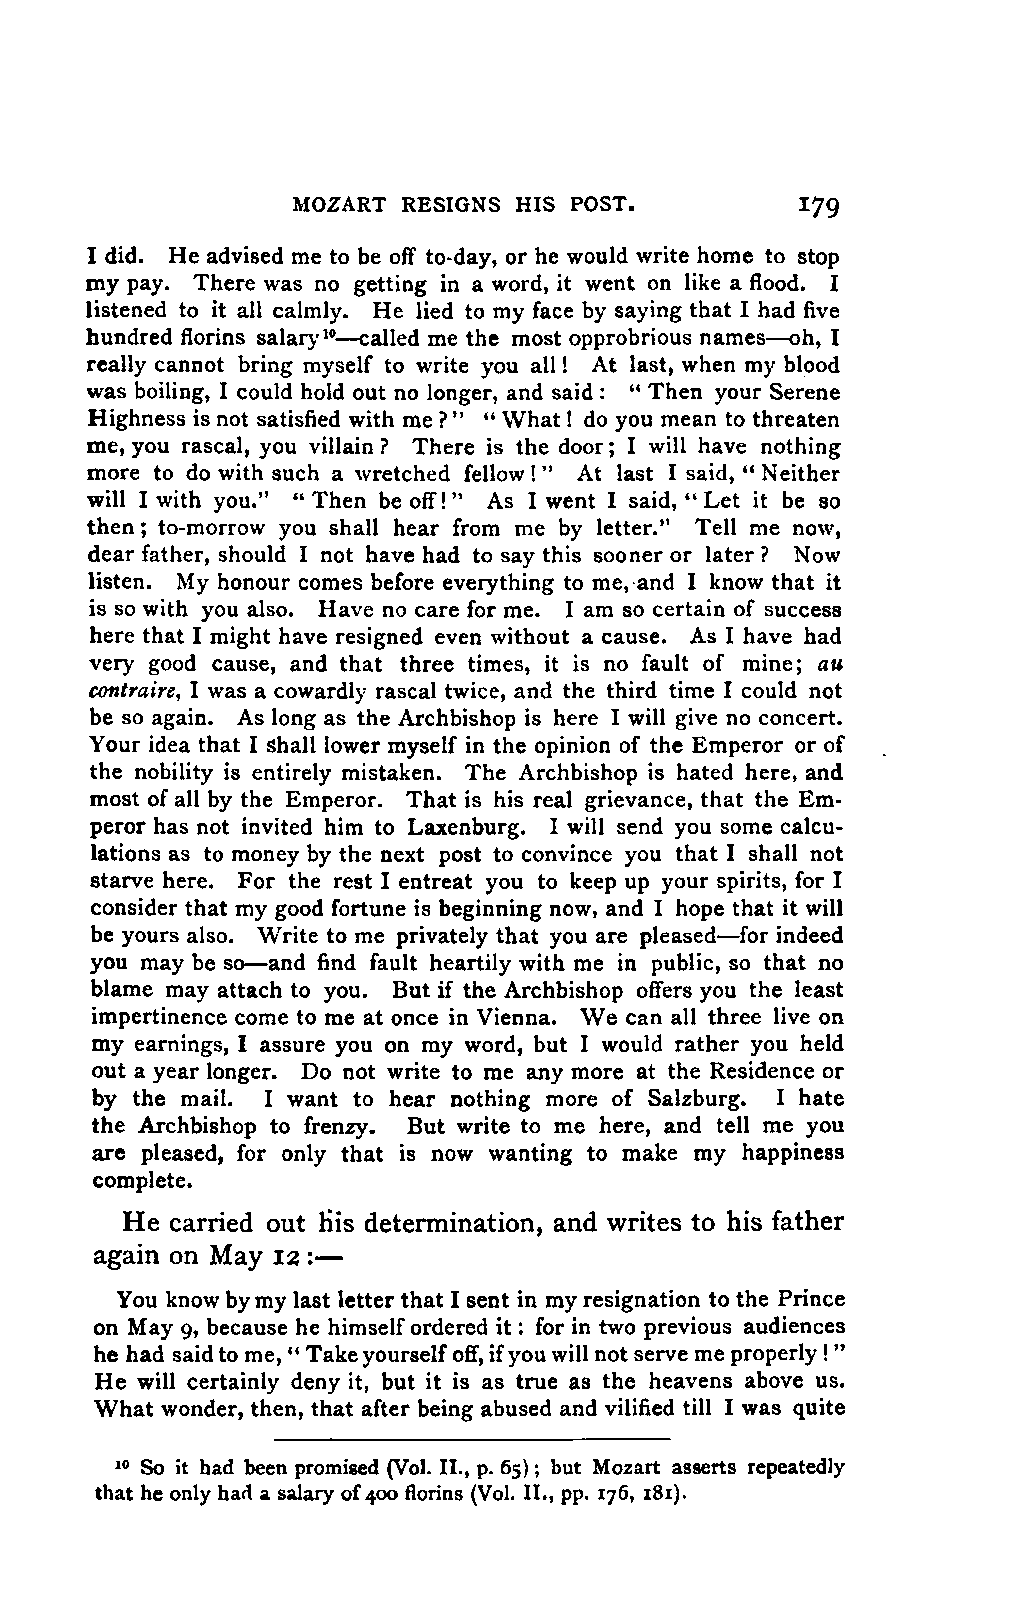 MOZART RESIGNS HIS POST. 179
I did. He advised me to be off to-day, or he would write home to stop
my pay. There was no getting in a word, it went on like a flood. I
listened to it all calmly. He lied to my face by saying that I had five
hundred florins salary¹⁰—called me the most opprobrious names—oh, I
really cannot bring myself to write you all! At last, when my blood
was boiling, I could hold out no longer, and said: "Then your Serene
Highness is not satisfied with me?" "What! do you mean to threaten
me, you rascal, you villain? There is the door; I will have nothing
more to do with such a wretched fellow!" At last I said, "Neither
will I with you." "Then be off!" As I went I said, "Let it be so
then; to-morrow you shall hear from me by letter." Tell me now,
dear father, should I not have had to say this sooner or later? Now
listen. My honour comes before everything to me, and I know that it
is so with you also. Have no care for me. I am so certain of success
here that I might have resigned even without a cause. As I have had
very good cause, and that three times, it is no fault of mine; au
contraire, I was a cowardly rascal twice, and the third time I could not
be so again. As long as the Archbishop is here I will give no concert.
Your idea that I shall lower myself in the opinion of the Emperor or of
the nobility is entirely mistaken. The Archbishop is hated here, and
most of all by the Emperor. That is his real grievance, that the Em-
peror has not invited him to Laxenburg. I will send you some calcu-
lations as to money by the next post to convince you that I shall not
starve here. For the rest I entreat you to keep up your spirits, for I
consider that my good fortune is beginning now, and I hope that it will
be yours also. Write to me privately that you are pleased—for indeed
you may be so—and find fault heartily with me in public, so that no
blame may attach to you. But if the Archbishop offers you the least
impertinence come to me at once in Vienna. We can all three live on
my earnings, I assure you on my word, but I would rather you held
out a year longer. Do not write to me any more at the Residence or
by the mail. I want to hear nothing more of Salzburg. I hate
the Archbishop to frenzy. But write to me here, and tell me you
are pleased, for only that is now wanting to make my happiness
complete.
He carried out his determination, and writes to his father
again on May 12:—
You know by my last letter that I sent in my resignation to the Prince
on May 9, because he himself ordered it: for in two previous audiences
he had said to me, "Take yourself off, if you will not serve me properly!"
He will certainly deny it, but it is as true as the heavens above us.
What wonder, then, that after being abused and vilified till I was quite
¹⁰ So it had been promised (Vol. II., p. 65); but Mozart asserts repeatedly
that he only had a salary of 400 florins (Vol. II., pp. 176, 181).